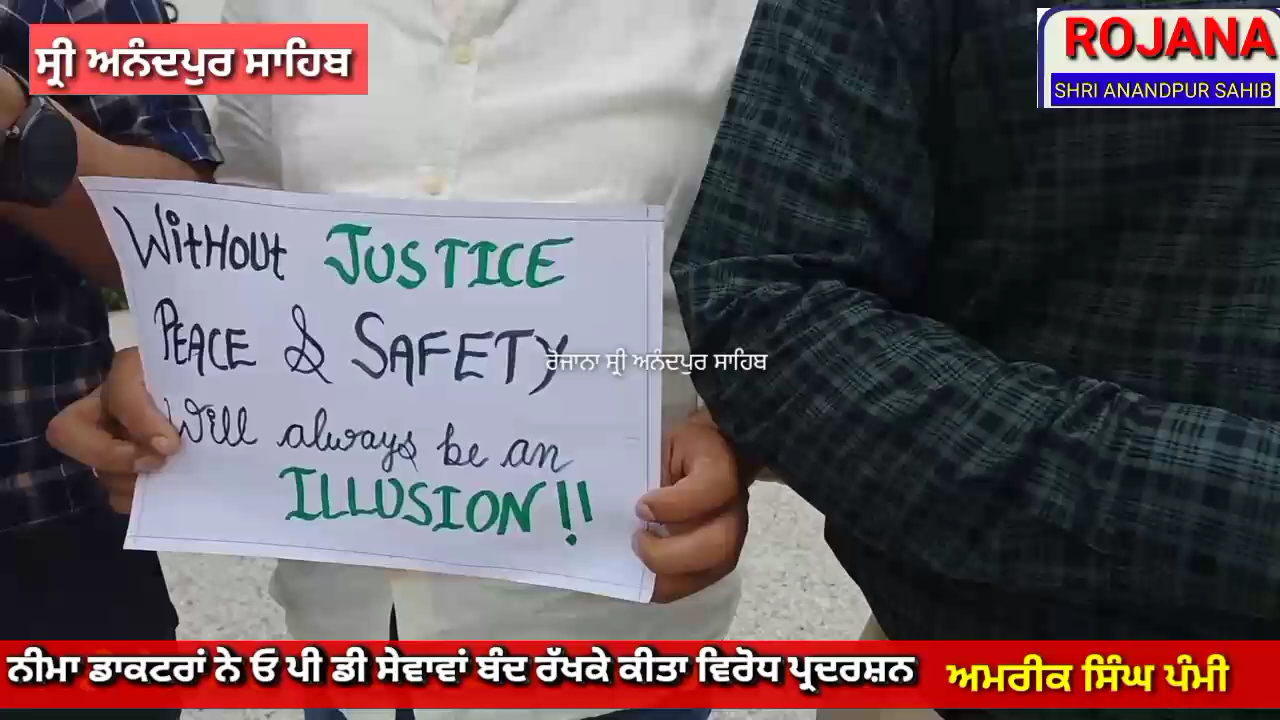 ਸ੍ਰੀ ਅਨੰਦਪੁਰ ਸਾਹਿਬ
ROJANA
SHRI ANANDPUR SAHIB
WitHOUt JUSTICE
PEACE & SAFETY
Will always be an
ILLUSION!!
ਰੋਜਾਨਾ ਸ੍ਰੀ ਅਨੰਦਪੁਰ ਸਾਹਿਬ
ਨੀਮਾ ਡਾਕਟਰਾਂ ਨੇ ਓ ਪੀ ਡੀ ਸੇਵਾਵਾਂ ਬੰਦ ਰੱਖਕੇ ਕੀਤਾ ਵਿਰੋਧ ਪ੍ਰਦਰਸ਼ਨ
ਅਮਰੀਕ ਸਿੰਘ ਪੰਮੀ